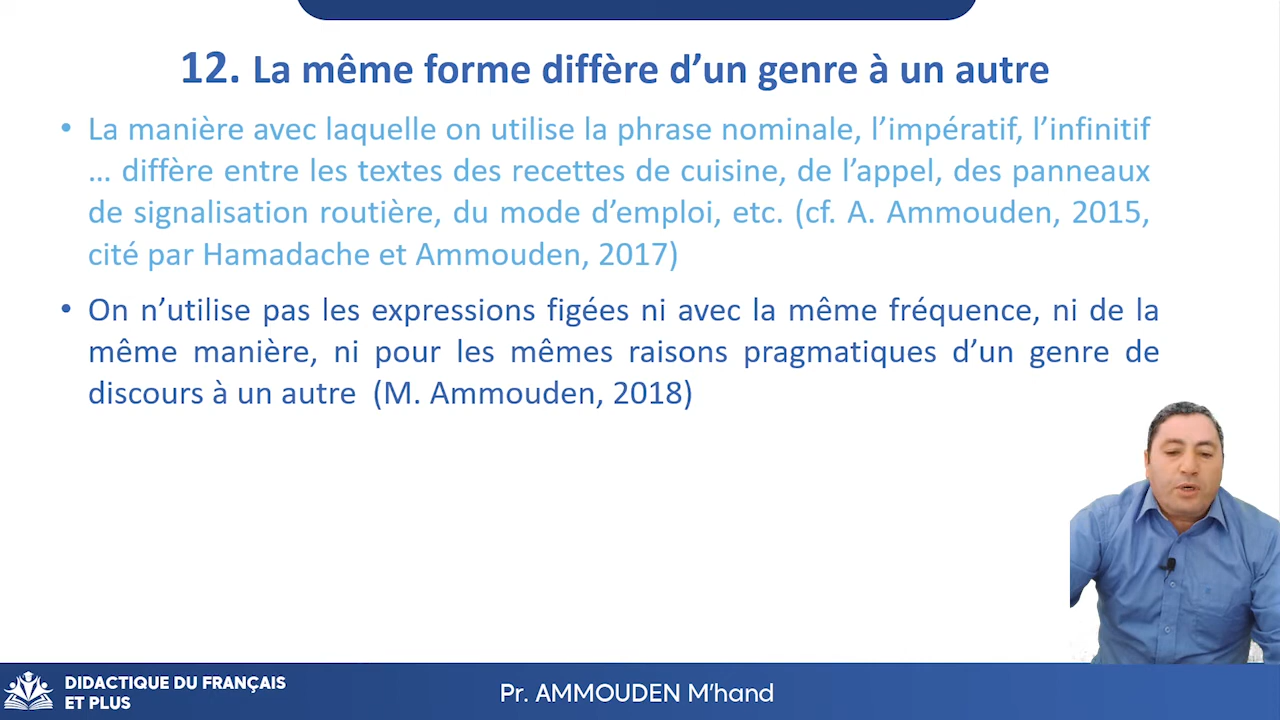 12. La même forme diffère d’un genre à un autre
• La manière avec laquelle on utilise la phrase nominale, l’impératif, l’infinitif
... diffère entre les textes des recettes de cuisine, de l’appel, des panneaux
de signalisation routière, du mode d’emploi, etc. (cf. A. Ammouden, 2015,
cité par Hamadache et Ammouden, 2017)
• On n’utilise pas les expressions figées ni avec la même fréquence, ni de la
même manière, ni pour les mêmes raisons pragmatiques d’un genre de
discours à un autre (M. Ammouden, 2018)
DIDACTIQUE DU FRANÇAIS
ET PLUS
Pr. AMMOUDEN M’hand